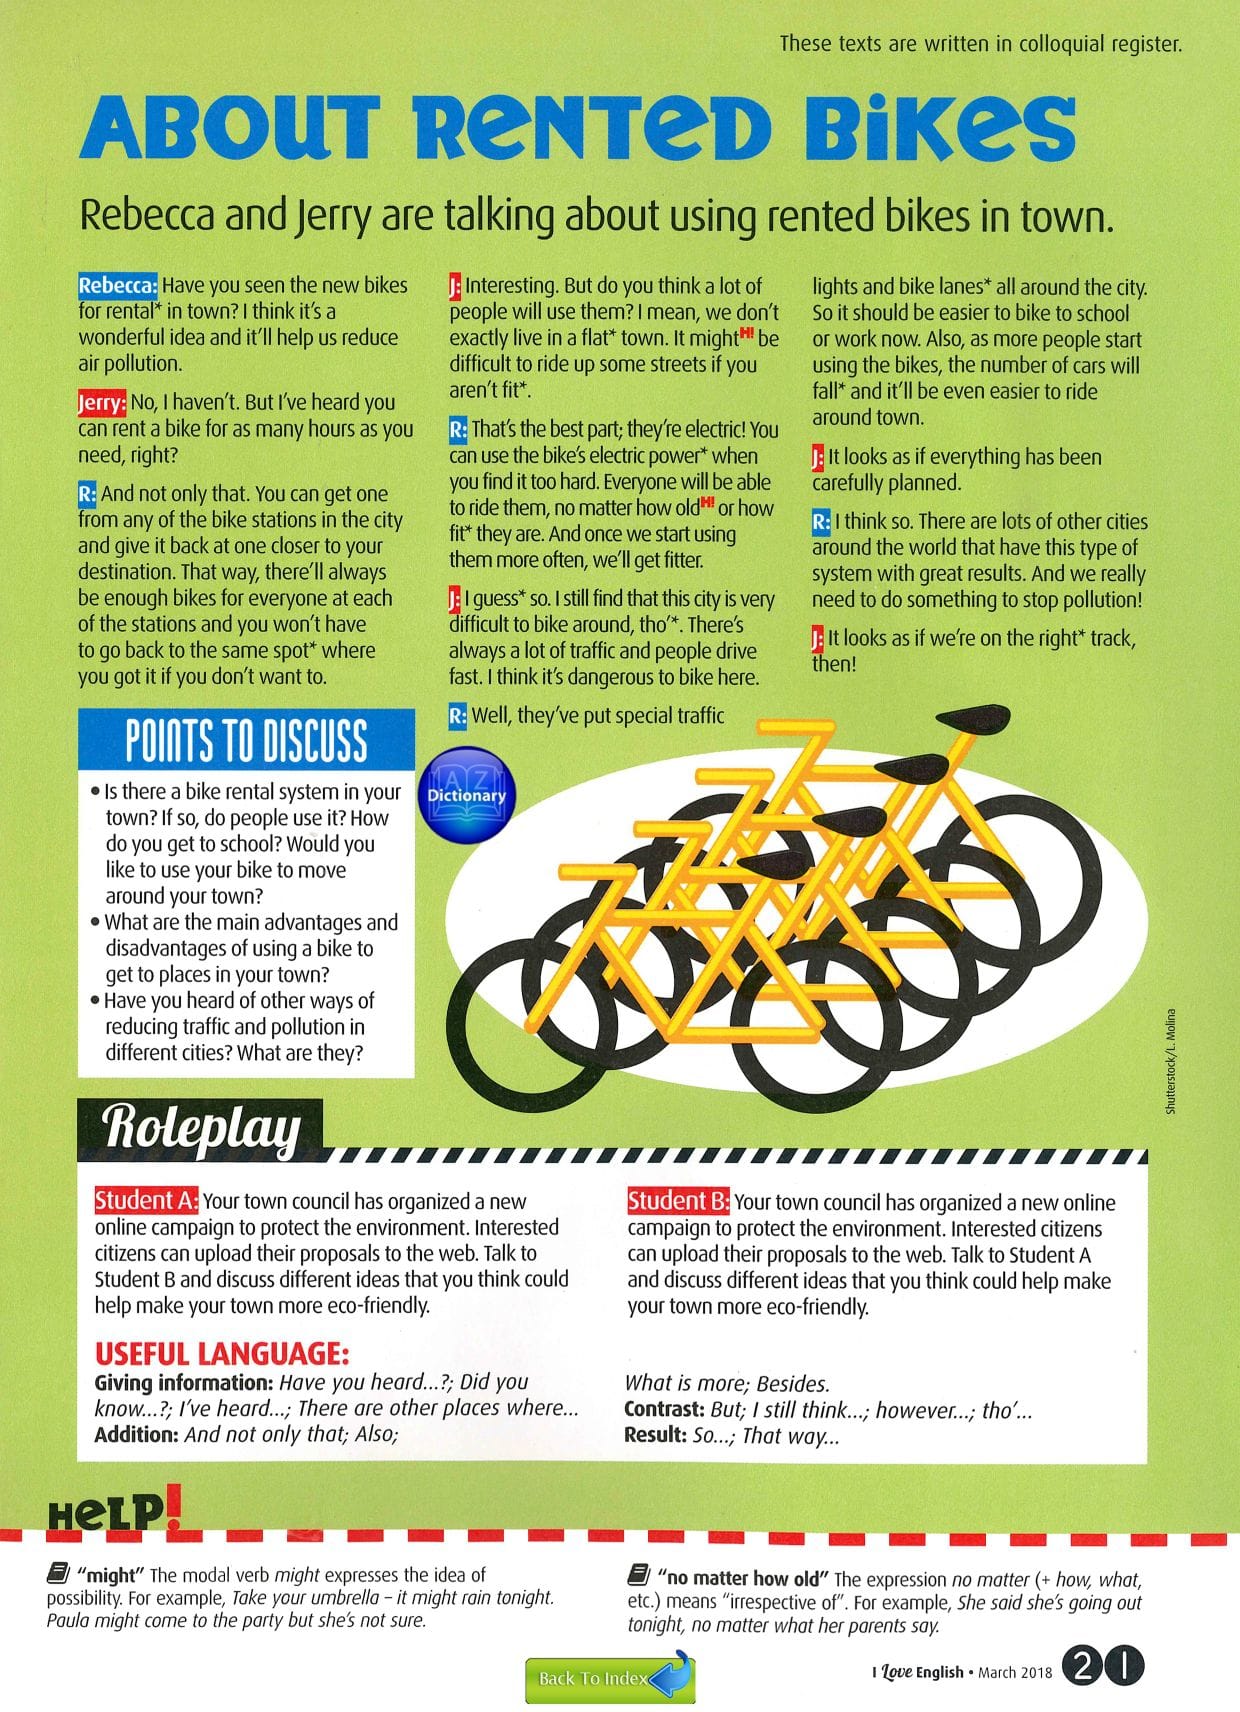 These texts are written in colloquial register.
ABOUT RENTED BIKES
Rebecca and Jerry are talking about using rented bikes in town.
Rebecca: Have you seen the new bikes
for rental* in town? I think it's a
wonderful idea and it'll help us reduce
air pollution.
Jerry: No, I haven't. But I've heard you
can rent a bike for as many hours as you
need, right?
R: And not only that. You can get one
from any of the bike stations in the city
and give it back at one closer to your
destination. That way, there'll always
be enough bikes for everyone at each
of the stations and you won't have
to go back to the same spot* where
you got it if you don't want to.
J: Interesting. But do you think a lot of
people will use them? I mean, we don't
exactly live in a flat* town. It might H! be
difficult to ride up some streets if you
aren't fit*.
R: That's the best part; they're electric! You
can use the bike's electric power* when
you find it too hard. Everyone will be able
to ride them, no matter how old H! or how
fit* they are. And once we start using
them more often, we'll get fitter.
J: I guess* so. I still find that this city is very
difficult to bike around, tho'*. There's
always a lot of traffic and people drive
fast. I think it's dangerous to bike here.
R: Well, they've put special traffic
lights and bike lanes* all around the city.
So it should be easier to bike to school
or work now. Also, as more people start
using the bikes, the number of cars will
fall* and it'll be even easier to ride
around town.
J: It looks as if everything has been
carefully planned.
R: I think so. There are lots of other cities
around the world that have this type of
system with great results. And we really
need to do something to stop pollution!
J: It looks as if we're on the right* track,
then!
POINTS TO DISCUSS
• Is there a bike rental system in your
town? If so, do people use it? How
do you get to school? Would you
like to use your bike to move
around your town?
• What are the main advantages and
disadvantages of using a bike to
get to places in your town?
• Have you heard of other ways of
reducing traffic and pollution in
different cities? What are they?
A Z
Dictionary
Shutterstock/L. Molina
Roleplay
Student A: Your town council has organized a new
online campaign to protect the environment. Interested
citizens can upload their proposals to the web. Talk to
Student B and discuss different ideas that you think could
help make your town more eco-friendly.
Student B: Your town council has organized a new online
campaign to protect the environment. Interested citizens
can upload their proposals to the web. Talk to Student A
and discuss different ideas that you think could help make
your town more eco-friendly.
USEFUL LANGUAGE:
Giving information: Have you heard...?; Did you
know...?; I've heard...; There are other places where...
Addition: And not only that; Also;
What is more; Besides.
Contrast: But; I still think...; however...; tho'...
Result: So...; That way...
HELP!
"might" The modal verb might expresses the idea of
possibility. For example, Take your umbrella – it might rain tonight.
Paula might come to the party but she's not sure.
"no matter how old" The expression no matter (+ how, what,
etc.) means "irrespective of". For example, She said she's going out
tonight, no matter what her parents say.
Back To Index
I Love English • March 2018 21